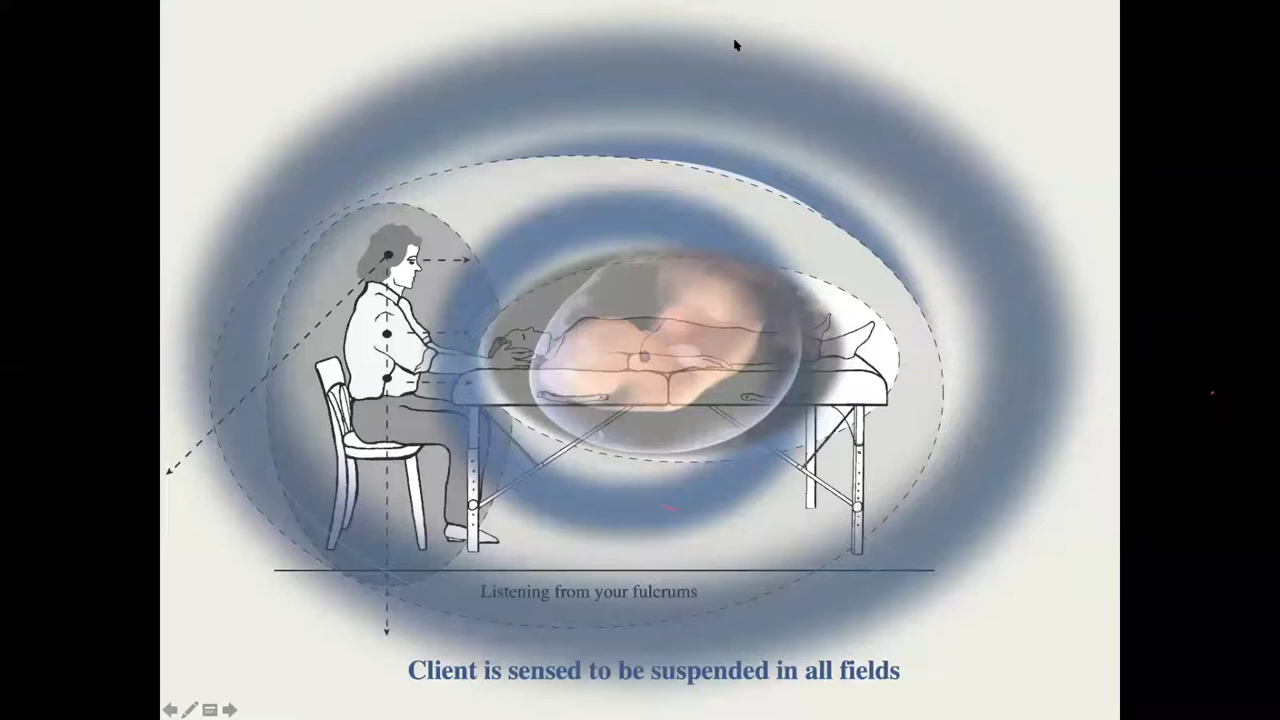 Listening from your fulcrums
Client is sensed to be suspended in all fields